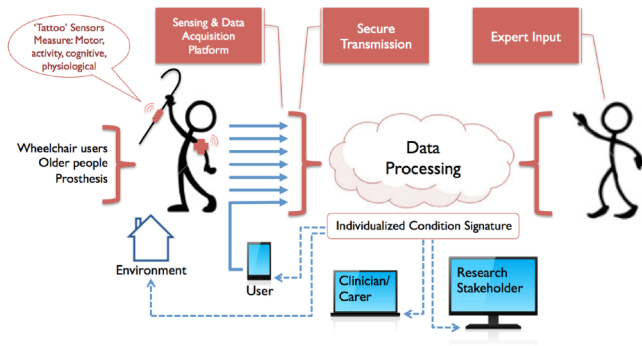 'Tattoo' Sensors
Measure: Motor,
activity, cognitive,
physiological
Sensing & Data
Acquisition
Platform
Secure
Transmission
Expert Input
Wheelchair users
Older people
Prosthesis
Data
Processing
Individualized Condition Signature
Environment
User
Clinician/
Carer
Research
Stakeholder